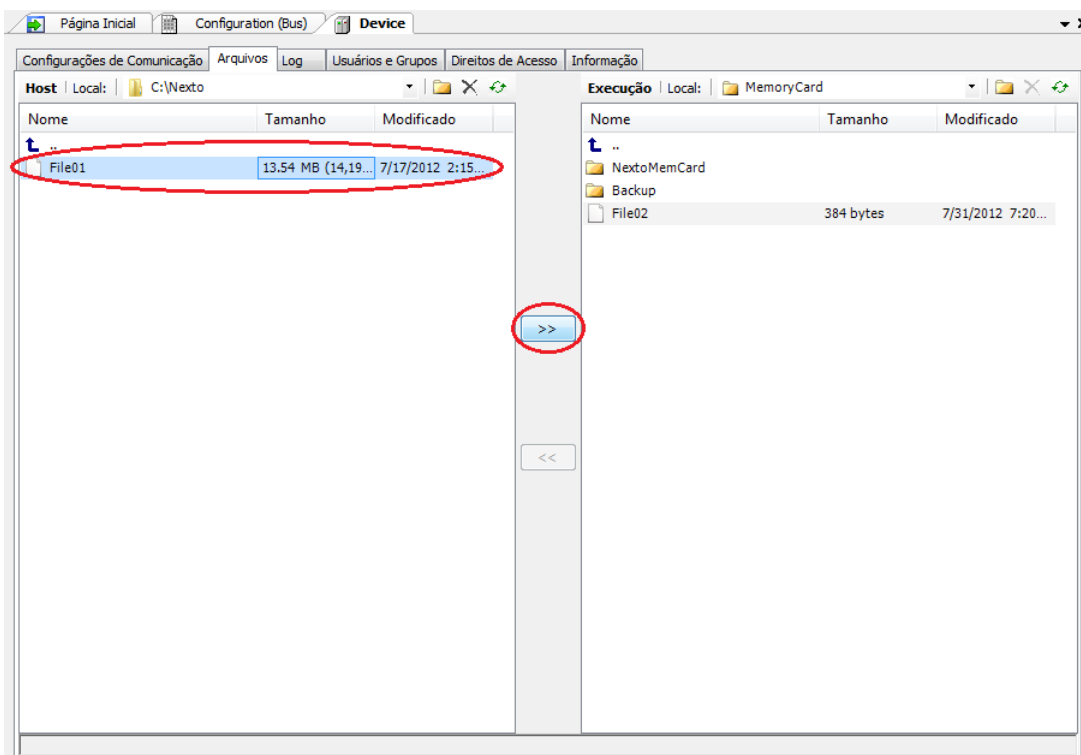 Página Inicial Configuration (Bus) Device
Configurações de Comunicação Arquivos Log Usuários e Grupos Direitos de Acesso Informação
Host Local: C:\Nexto
Nome Tamanho Modificado
..
File01 13.54 MB (14,19... 7/17/2012 2:15...
>>
<<
Execução Local: MemoryCard
Nome Tamanho Modificado
..
NextoMemCard
Backup
File02 384 bytes 7/31/2012 7:20...